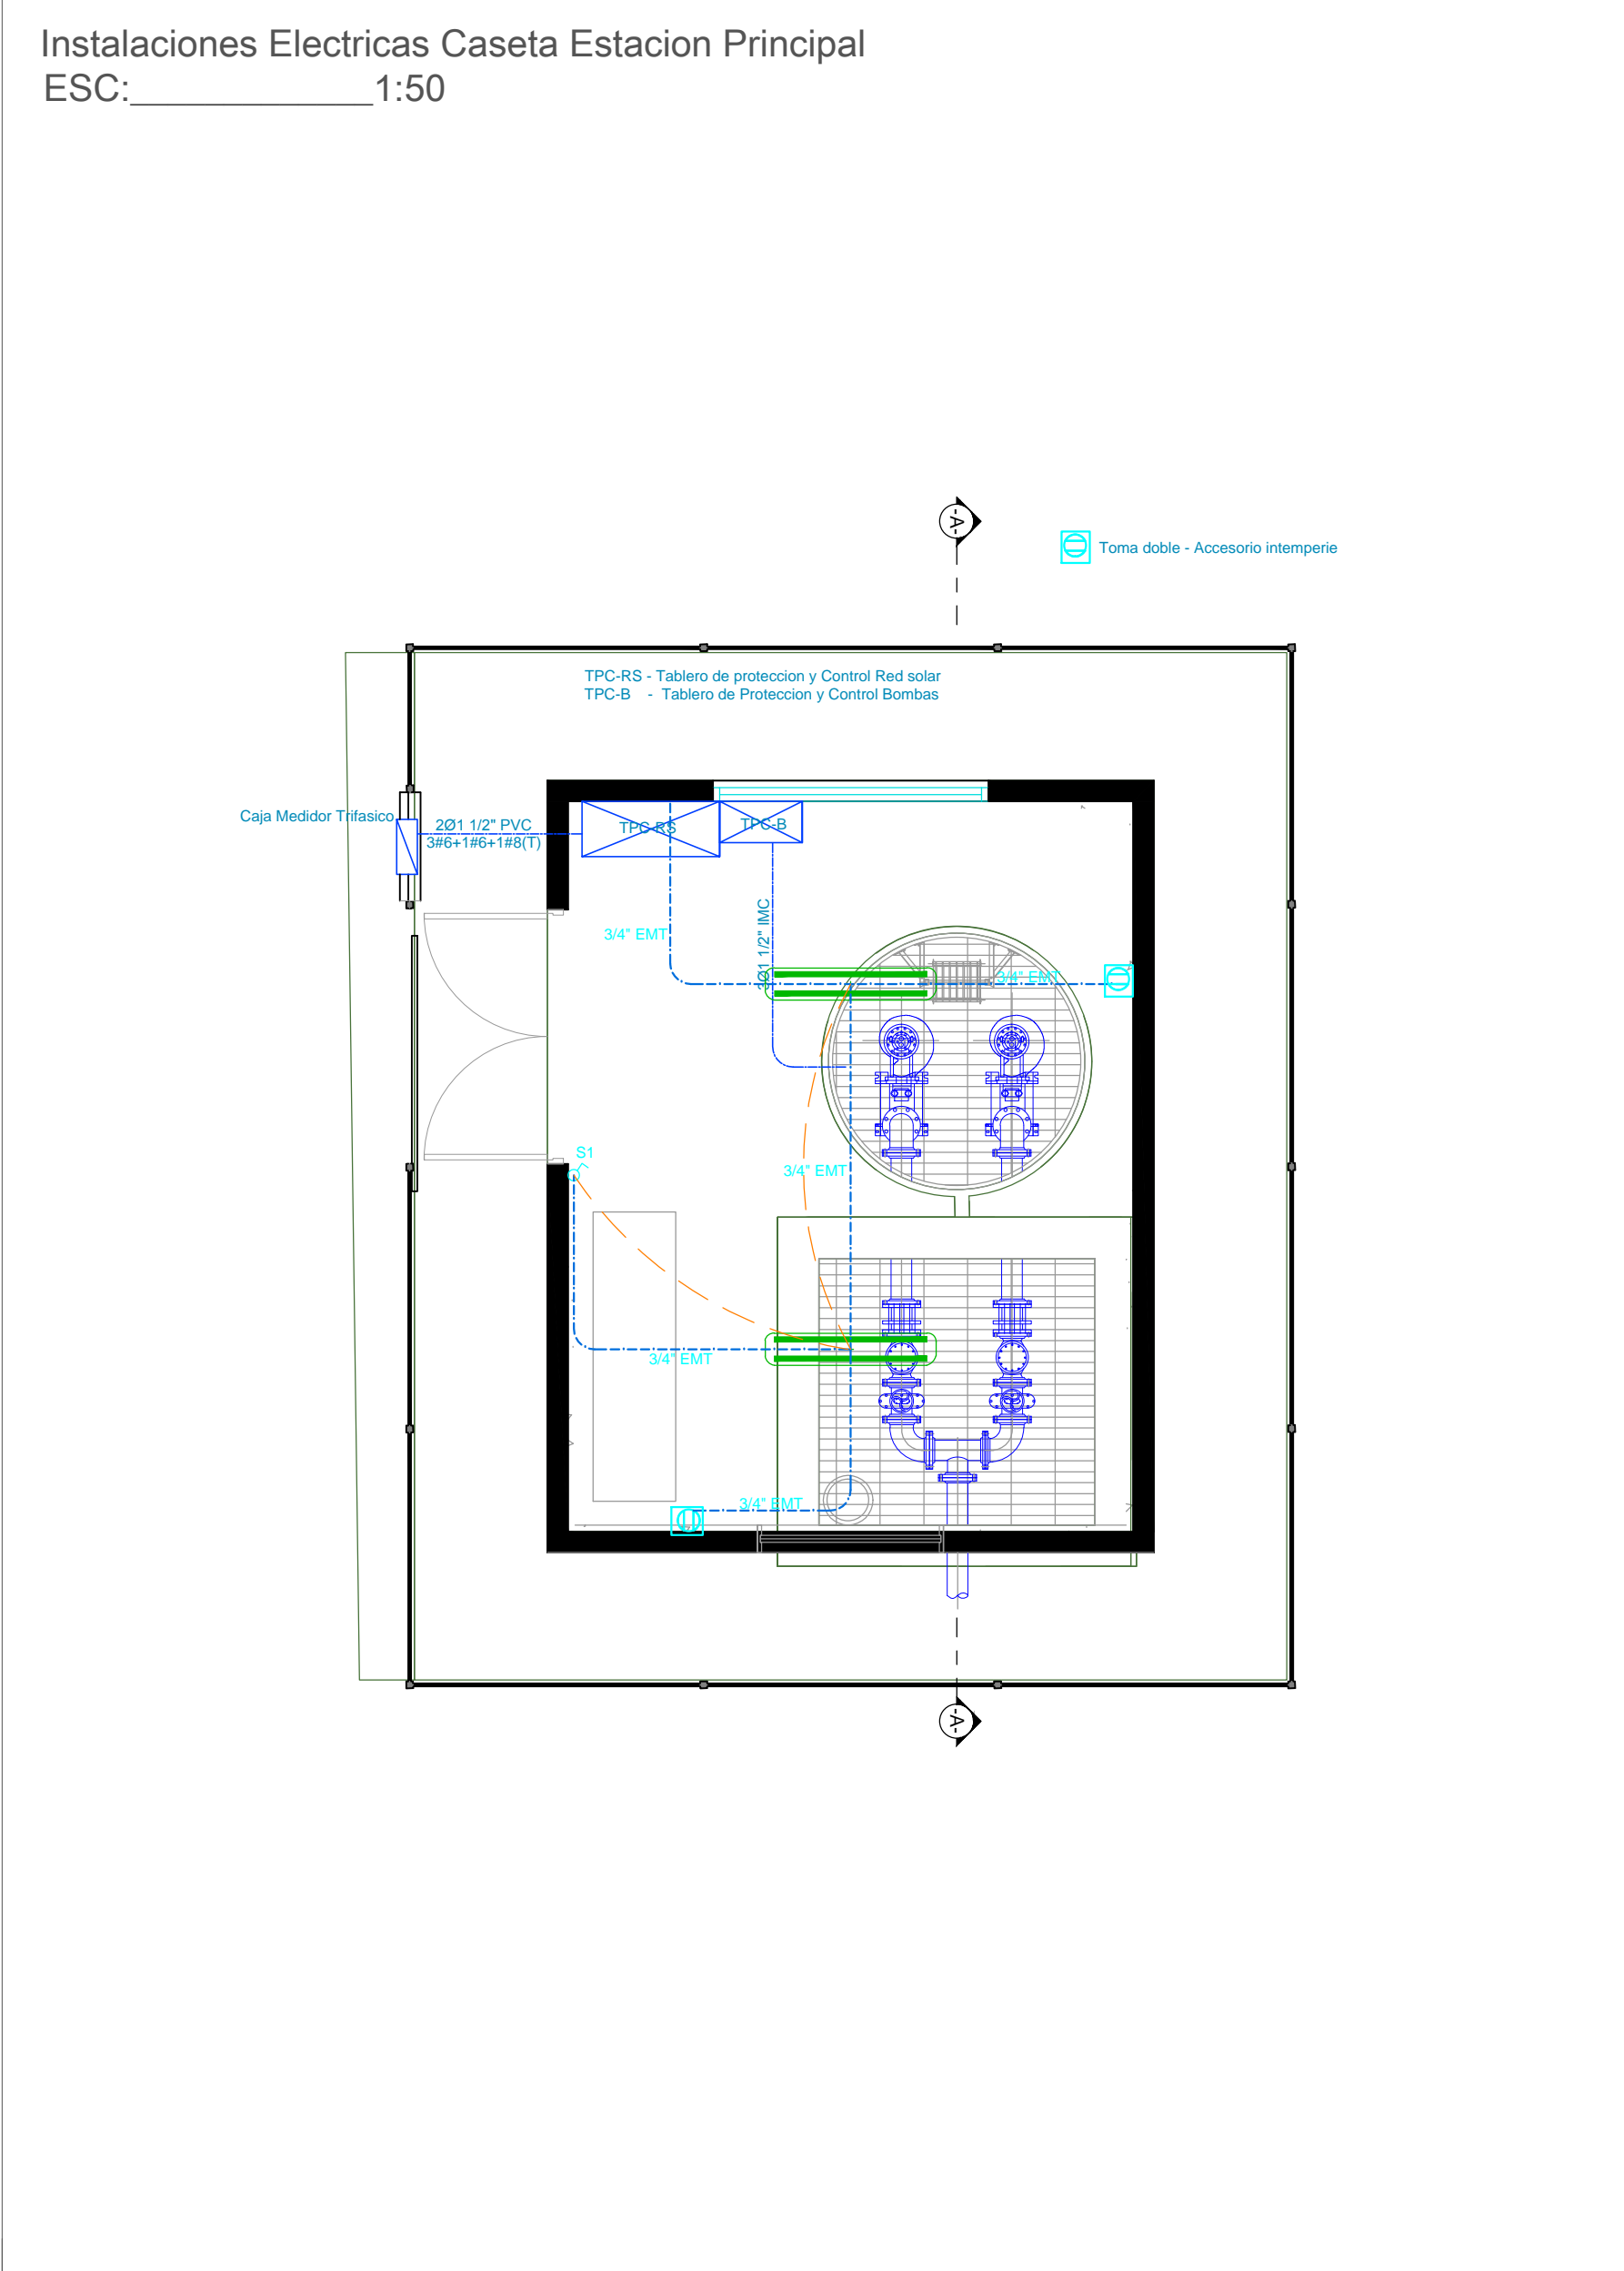 Instalaciones Electricas Caseta Estacion Principal
ESC:_____________1:50
-A-
Toma doble - Accesorio intemperie
TPC-RS - Tablero de proteccion y Control Red solar
TPC-B - Tablero de Proteccion y Control Bombas
Caja Medidor Trifasico
2Ø1 1/2" PVC
3#6+1#6+1#8(T)
TPC-RS
TPC-B
3/4" EMT
3Ø1 1/2" IMC
3/4" EMT
S1
3/4" EMT
3/4" EMT
3/4" EMT
-A-